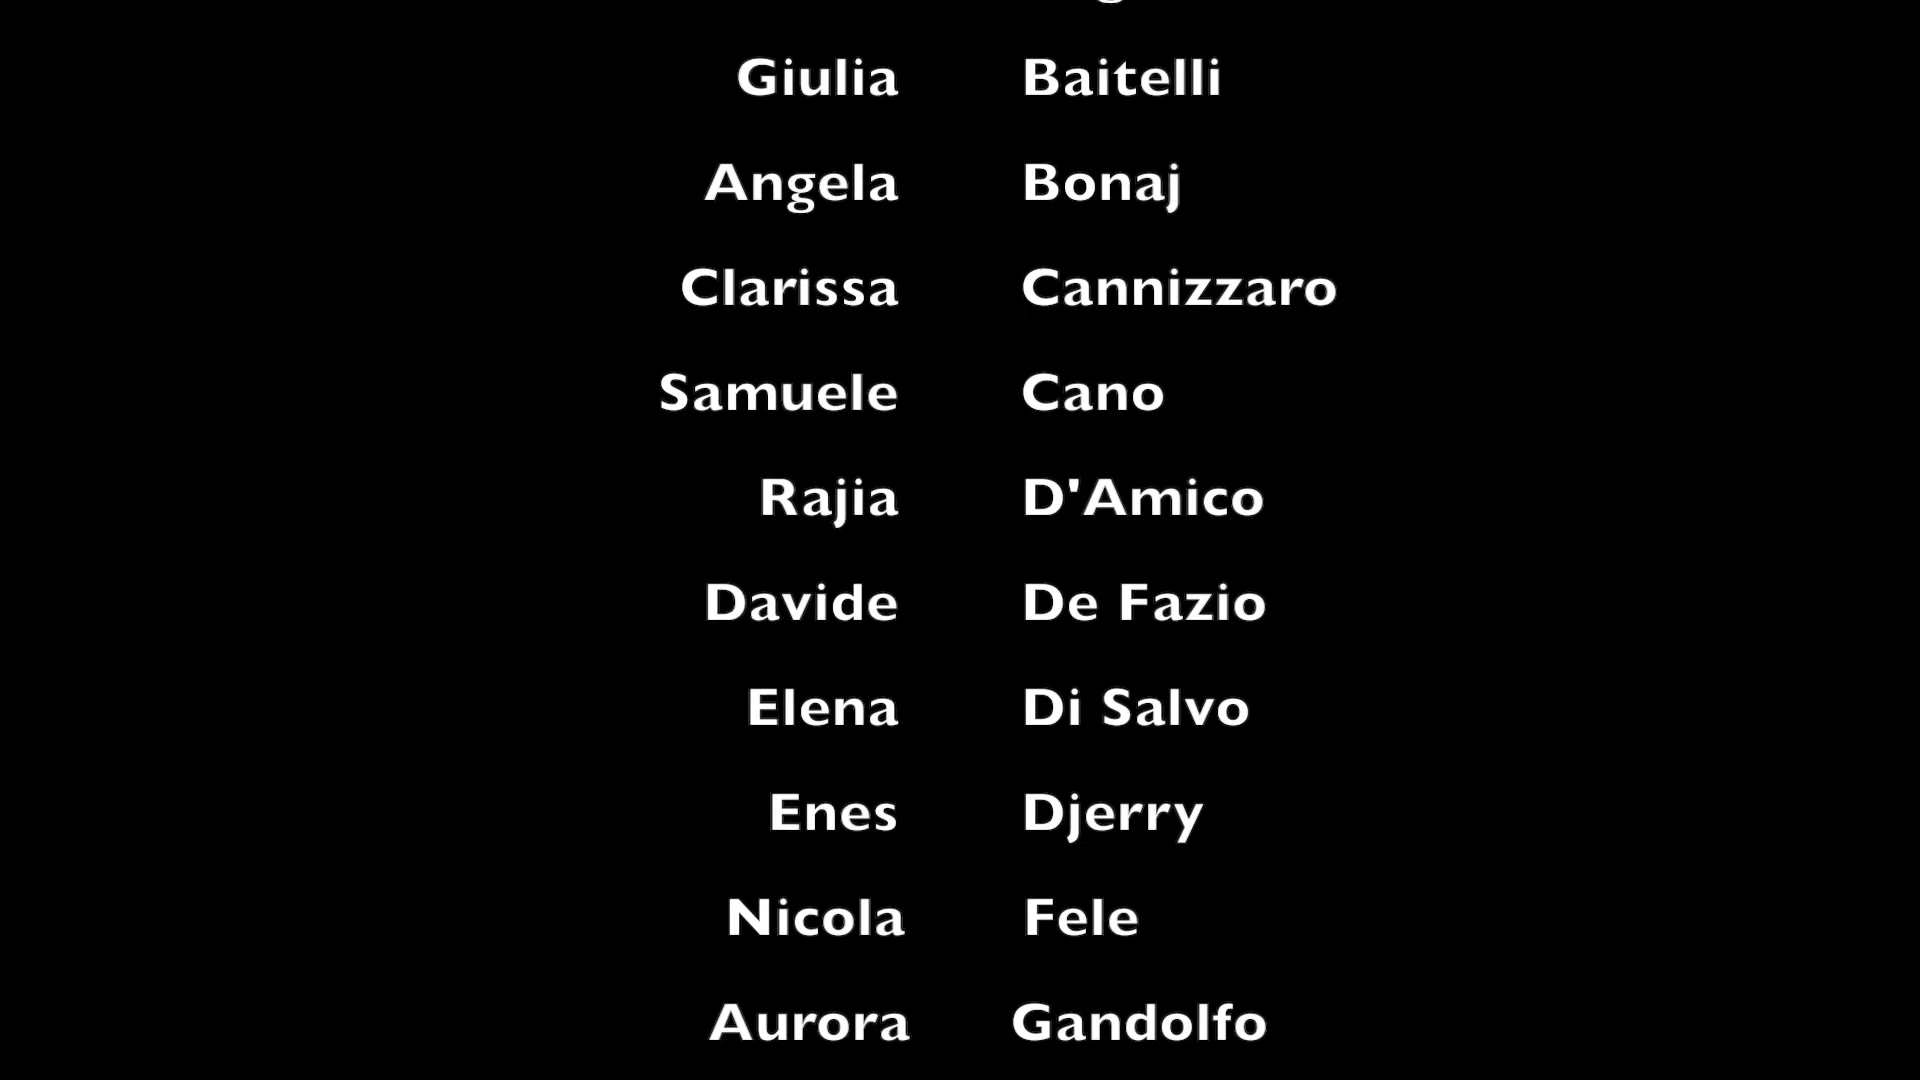 Giulia Baitelli
Angela Bonaj
Clarissa Cannizzaro
Samuele Cano
Rajia D'Amico
Davide De Fazio
Elena Di Salvo
Enes Djerry
Nicola Fele
Aurora Gandolfo